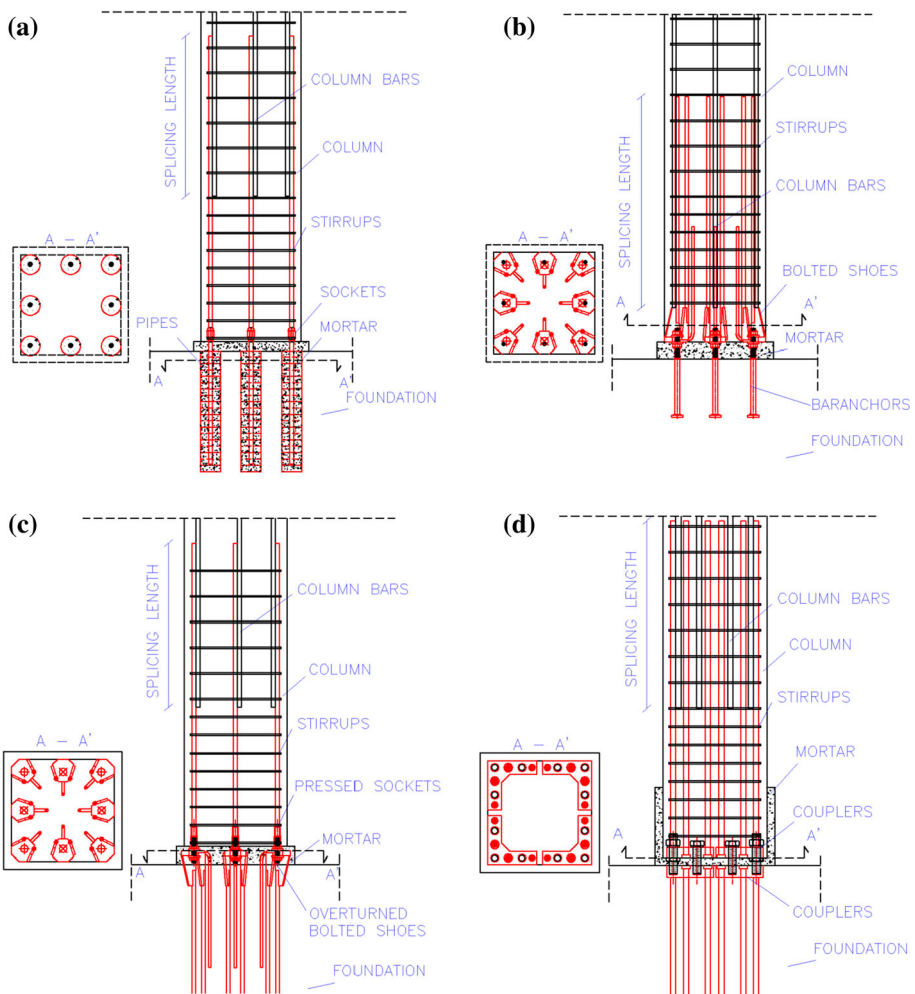 (a)
SPLICING LENGTH
COLUMN BARS
COLUMN
STIRRUPS
SOCKETS
MORTAR
PIPES
A - A'
A
A'
FOUNDATION
(b)
SPLICING LENGTH
COLUMN
STIRRUPS
COLUMN BARS
BOLTED SHOES
A - A'
A
A'
MORTAR
BARANCHORS
FOUNDATION
(c)
SPLICING LENGTH
COLUMN BARS
COLUMN
STIRRUPS
PRESSED SOCKETS
A - A'
MORTAR
A
A'
OVERTURNED
BOLTED SHOES
FOUNDATION
(d)
SPLICING LENGTH
COLUMN BARS
COLUMN
STIRRUPS
MORTAR
A - A'
COUPLERS
A
A'
COUPLERS
FOUNDATION